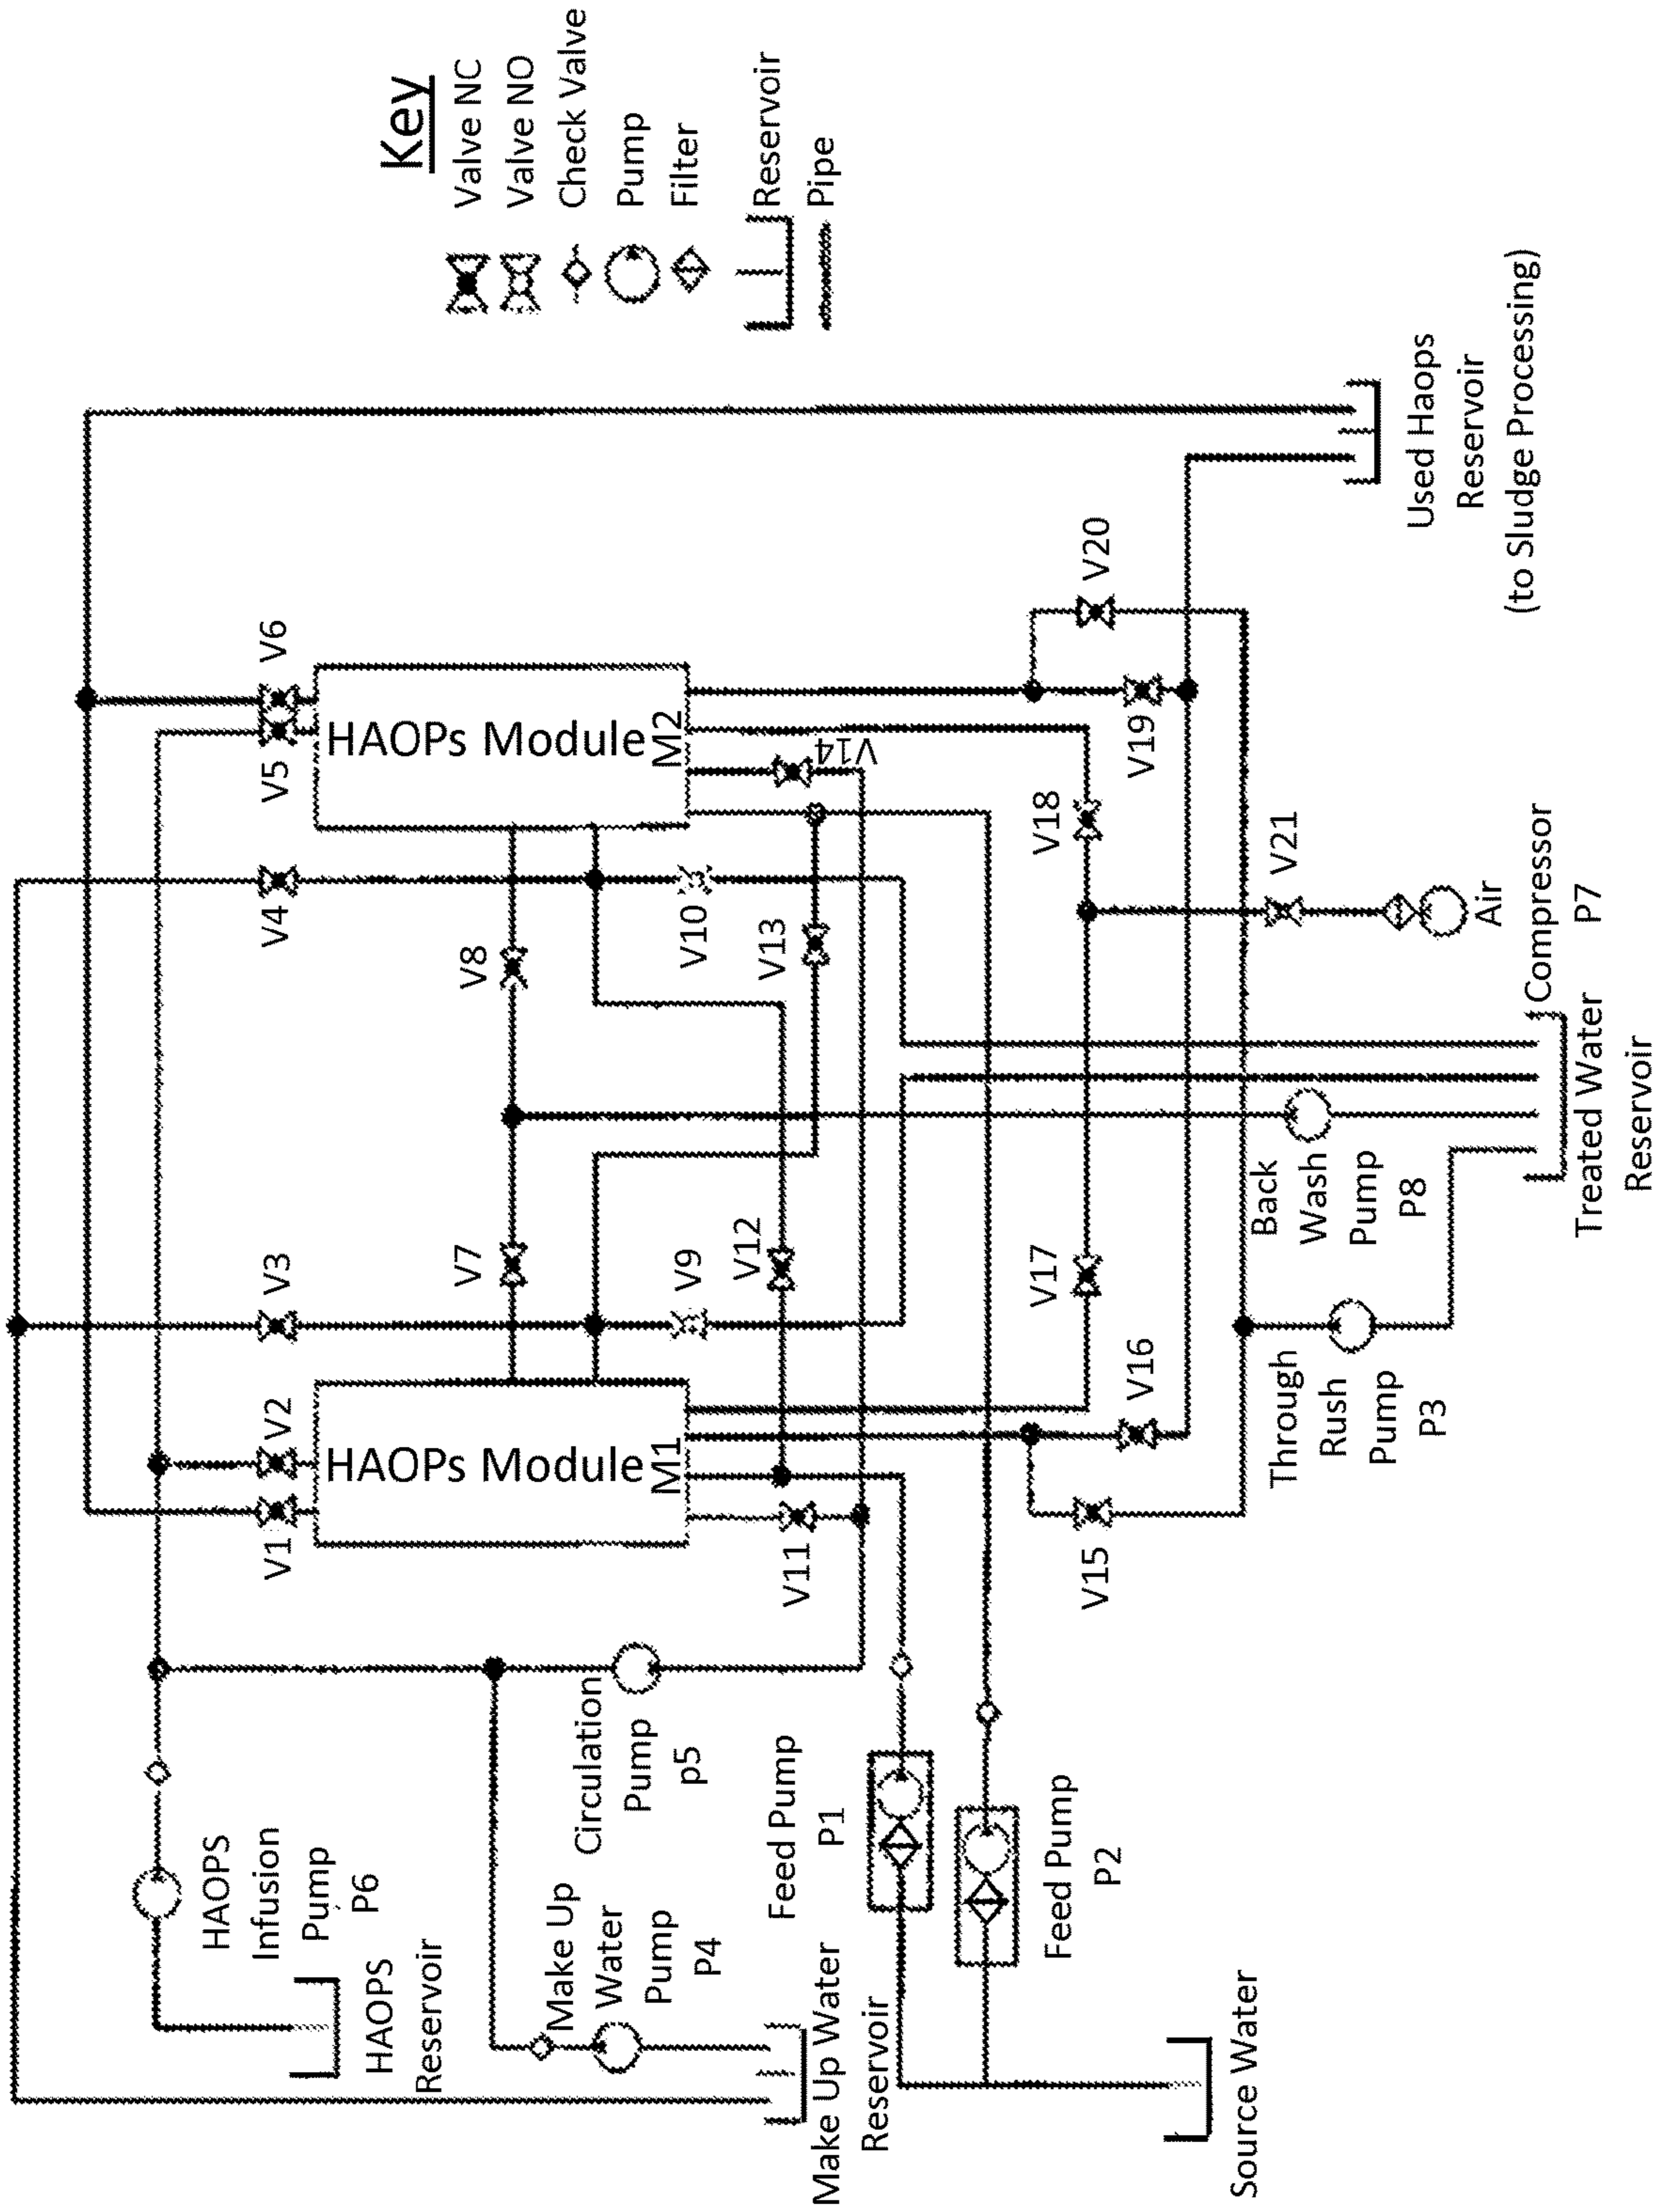 Key
Valve NC
Valve NO
Check Valve
Pump
Filter
Reservoir
Pipe
HAOPS
Infusion
Pump
P6
HAOPS
Reservoir
Make Up
Water
Pump
P4
Make Up Water
Reservoir
Circulation
Pump
p5
Feed Pump
P1
Feed Pump
P2
Source Water
V1
V2
V3
V4
V5
V6
HAOPs Module
M1
HAOPs Module
M2
V7
V8
V9
V10
V11
V12
V13
V14
V15
V16
V17
V18
V19
V20
V21
Through
Rush
Pump
P3
Back
Wash
Pump
P8
Treated Water
Reservoir
Air
Compressor
P7
Used Haops
Reservoir
(to Sludge Processing)